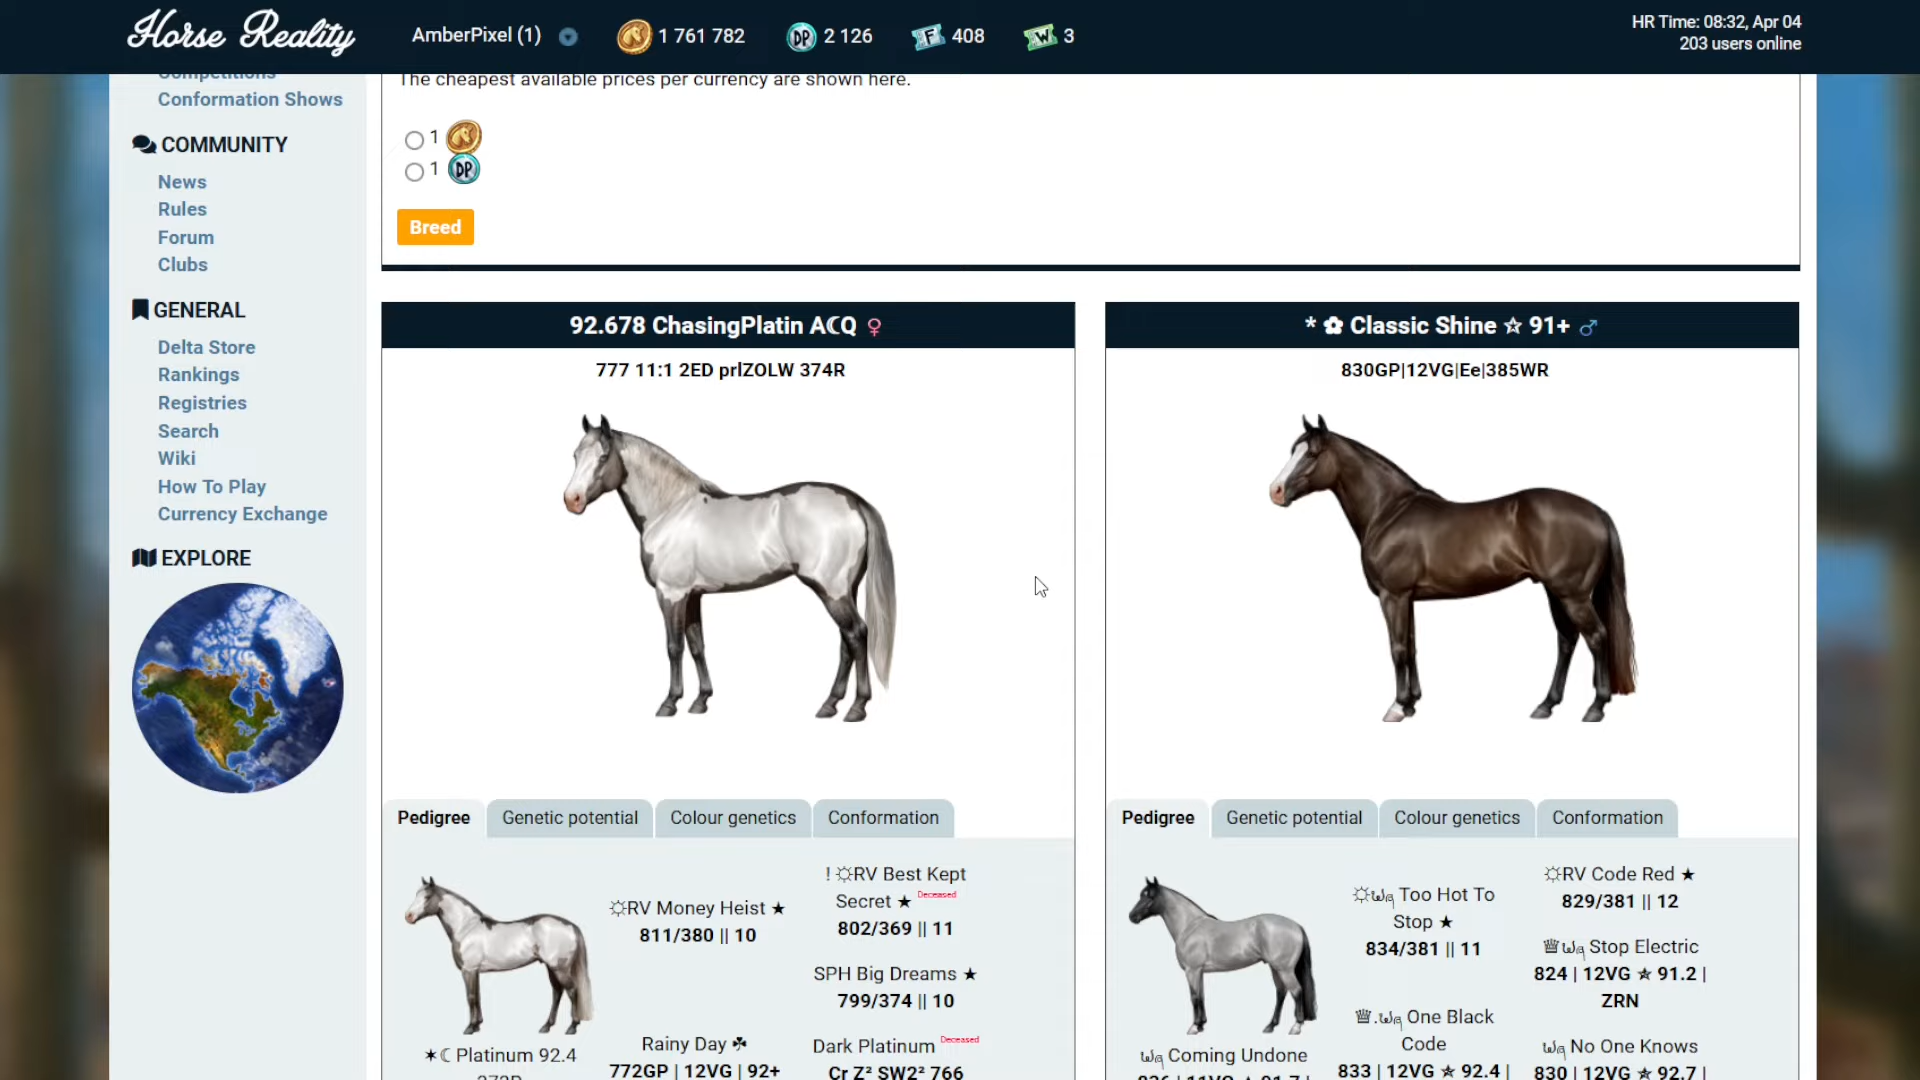 Horse Reality
AmberPixel (1)
1 761 782
DP
2 126
F
408
W
3
HR Time: 08:32, Apr 04
203 users online
Competitions
Conformation Shows
COMMUNITY
News
Rules
Forum
Clubs
GENERAL
Delta Store
Rankings
Registries
Search
Wiki
How To Play
Currency Exchange
EXPLORE
The cheapest available prices per currency are shown here.
1
1 DP
Breed
92.678 ChasingPlatin A☾Q ♀
777 11:1 2ED prlZOLW 374R
Pedigree
Genetic potential
Colour genetics
Conformation
✶☾Platinum 92.4
☼RV Money Heist ★
811/380 || 10
Rainy Day ☘
772GP | 12VG | 92+
! ☼RV Best Kept
Secret ★ Deceased
802/369 || 11
SPH Big Dreams ★
799/374 || 10
Dark Platinum Deceased
Cr Z² SW2² 766
* ✿ Classic Shine ☆ 91+ ♂
830GP|12VG|Ee|385WR
Pedigree
Genetic potential
Colour genetics
Conformation
Coming Undone
Too Hot To
Stop ★
834/381 || 11
One Black
Code
833 | 12VG ✯ 92.4 |
☼RV Code Red ★
829/381 || 12
Stop Electric
824 | 12VG ✯ 91.2 |
ZRN
No One Knows
830 | 12VG ✯ 92.7 |